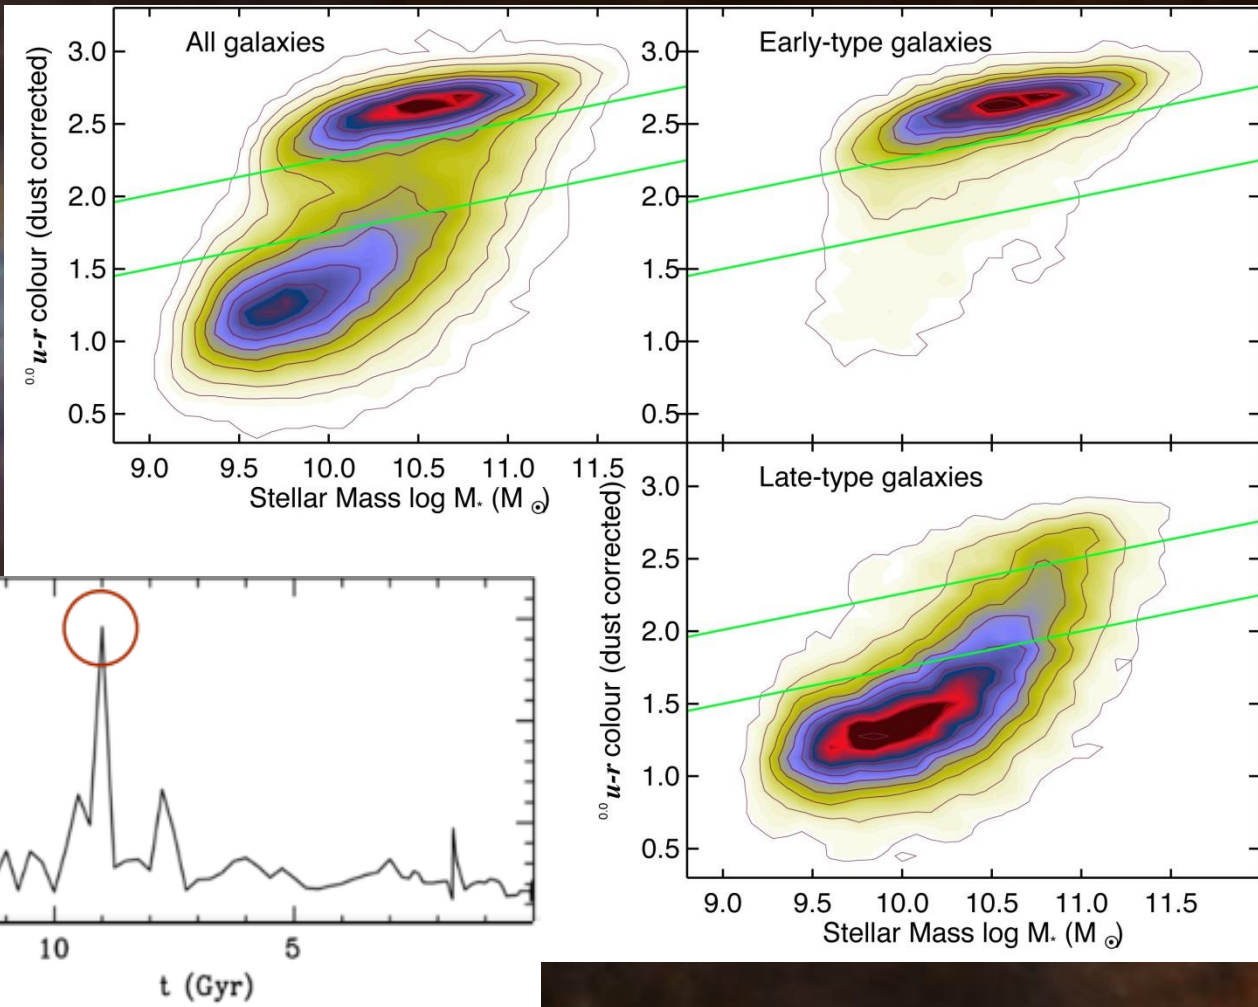 All galaxies
Early-type galaxies
3.0
2.5
2.0
1.5
1.0
0.5
0.0 u-r colour (dust corrected)
3.0
2.5
2.0
1.5
1.0
0.5
9.0 9.5 10.0 10.5 11.0 11.5
Stellar Mass log M* (M⊙)
Late-type galaxies
3.0
2.5
2.0
1.5
1.0
0.5
0.0 u-r colour (dust corrected)
9.0 9.5 10.0 10.5 11.0 11.5
Stellar Mass log M* (M⊙)
10 5
t (Gyr)